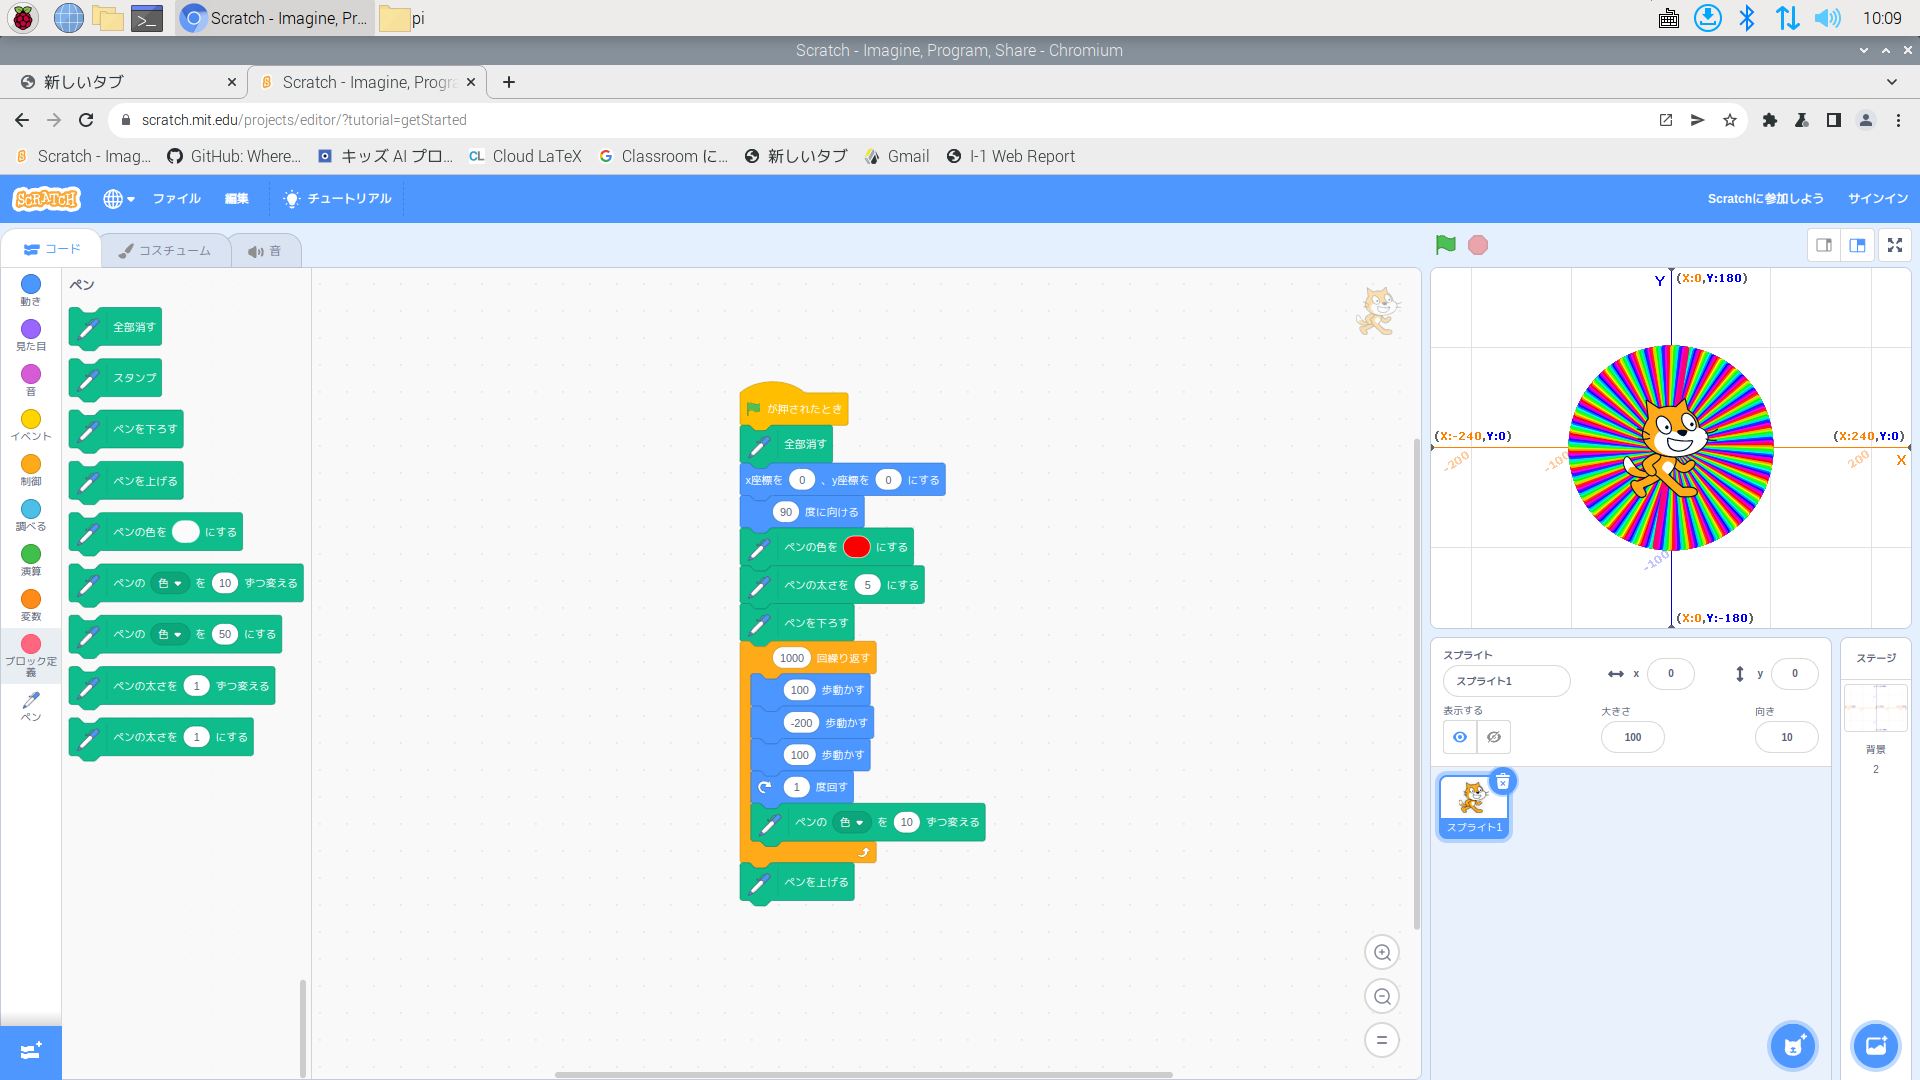 Scratch - Imagine, Pr... pi 10:09
Scratch - Imagine, Program, Share - Chromium
新しいタブ Scratch - Imagine, Progra
scratch.mit.edu/projects/editor/?tutorial=getStarted
Scratch - Imag... GitHub: Where... キッズ AI プロ... CL Cloud LaTeX Classroom に... 新しいタブ Gmail I-1 Web Report
SCRATCH ファイル 編集 チュートリアル Scratchに参加しよう サインイン
コード コスチューム 音
動き
見た目
音
イベント
制御
調べる
演算
変数
ブロック定義
ペン
ペン
全部消す
スタンプ
ペンを下ろす
ペンを上げる
ペンの色を にする
ペンの 色 を 10 ずつ変える
ペンの 色 を 50 にする
ペンの太さを 1 ずつ変える
ペンの太さを 1 にする
が押されたとき
全部消す
x座標を 0 、y座標を 0 にする
90 度に向ける
ペンの色を にする
ペンの太さを 5 にする
ペンを下ろす
1000 回繰り返す
100 歩動かす
-200 歩動かす
100 歩動かす
1 度回す
ペンの 色 を 10 ずつ変える
ペンを上げる
Y (X:0,Y:180)
(X:-240,Y:0) (X:240,Y:0)
-200 -100 200 X
-100
(X:0,Y:-180)
スプライト
スプライト1 x 0 y 0
表示する 大きさ 向き
100 10
スプライト1
ステージ
背景
2